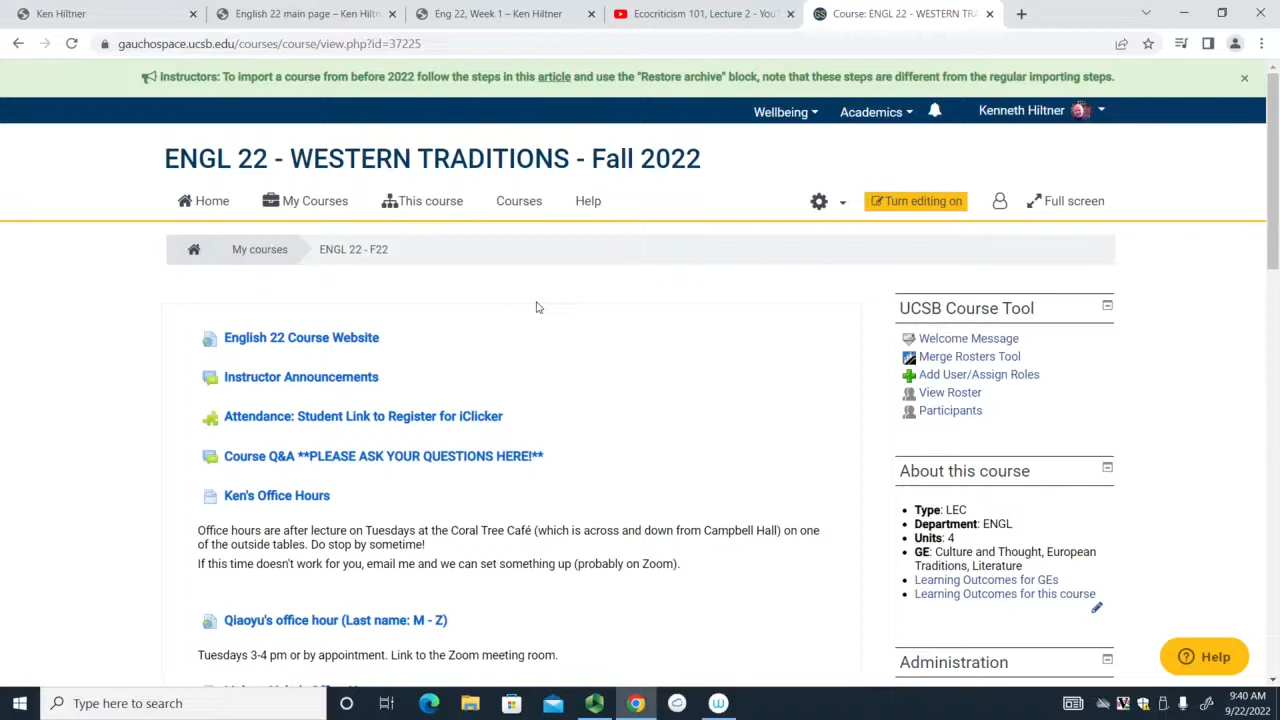 Ken Hiltner
English 22 main page – Ken Hiltn
Eng 22, Week 1 – Ken Hiltner
Ecocriticism 101, Lecture 2 - You
Course: ENGL 22 - WESTERN TRA
gauchospace.ucsb.edu/courses/course/view.php?id=37225
Instructors: To import a course from before 2022 follow the steps in this article and use the "Restore archive" block, note that these steps are different from the regular importing steps.
Wellbeing
Academics
Kenneth Hiltner
ENGL 22 - WESTERN TRADITIONS - Fall 2022
Home
My Courses
This course
Courses
Help
Turn editing on
Full screen
My courses
ENGL 22 - F22
English 22 Course Website
Instructor Announcements
Attendance: Student Link to Register for iClicker
Course Q&A **PLEASE ASK YOUR QUESTIONS HERE!**
Ken's Office Hours
Office hours are after lecture on Tuesdays at the Coral Tree Café (which is across and down from Campbell Hall) on one
of the outside tables. Do stop by sometime!
If this time doesn't work for you, email me and we can set something up (probably on Zoom).
Qiaoyu's office hour (Last name: M - Z)
Tuesdays 3-4 pm or by appointment. Link to the Zoom meeting room.
UCSB Course Tool
Welcome Message
Merge Rosters Tool
Add User/Assign Roles
View Roster
Participants
About this course
Type: LEC
Department: ENGL
Units: 4
GE: Culture and Thought, European
Traditions, Literature
Learning Outcomes for GEs
Learning Outcomes for this course
Administration
Help
Type here to search
9:40 AM
9/22/2022